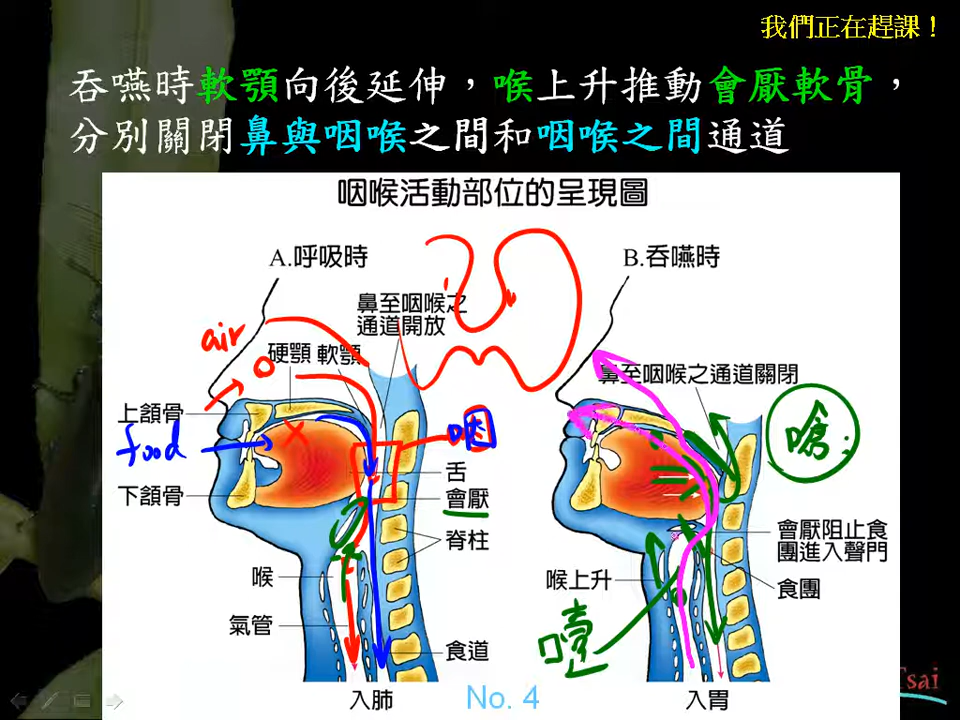 我們正在趕課！
吞嚥時軟顎向後延伸，喉上升推動會厭軟骨，
分別關閉鼻與咽喉之間和咽喉之間通道
咽喉活動部位的呈現圖
A.呼吸時
B.吞嚥時
鼻至咽喉之
通道開放
air
硬顎 軟顎
鼻至咽喉之通道關閉
上頷骨
food
咽
嗆
舌
下頷骨
會厭
會厭阻止食
團進入聲門
脊柱
喉
喉上升
食團
氣管
噎
食道
入肺
No. 4
入胃
Tsai